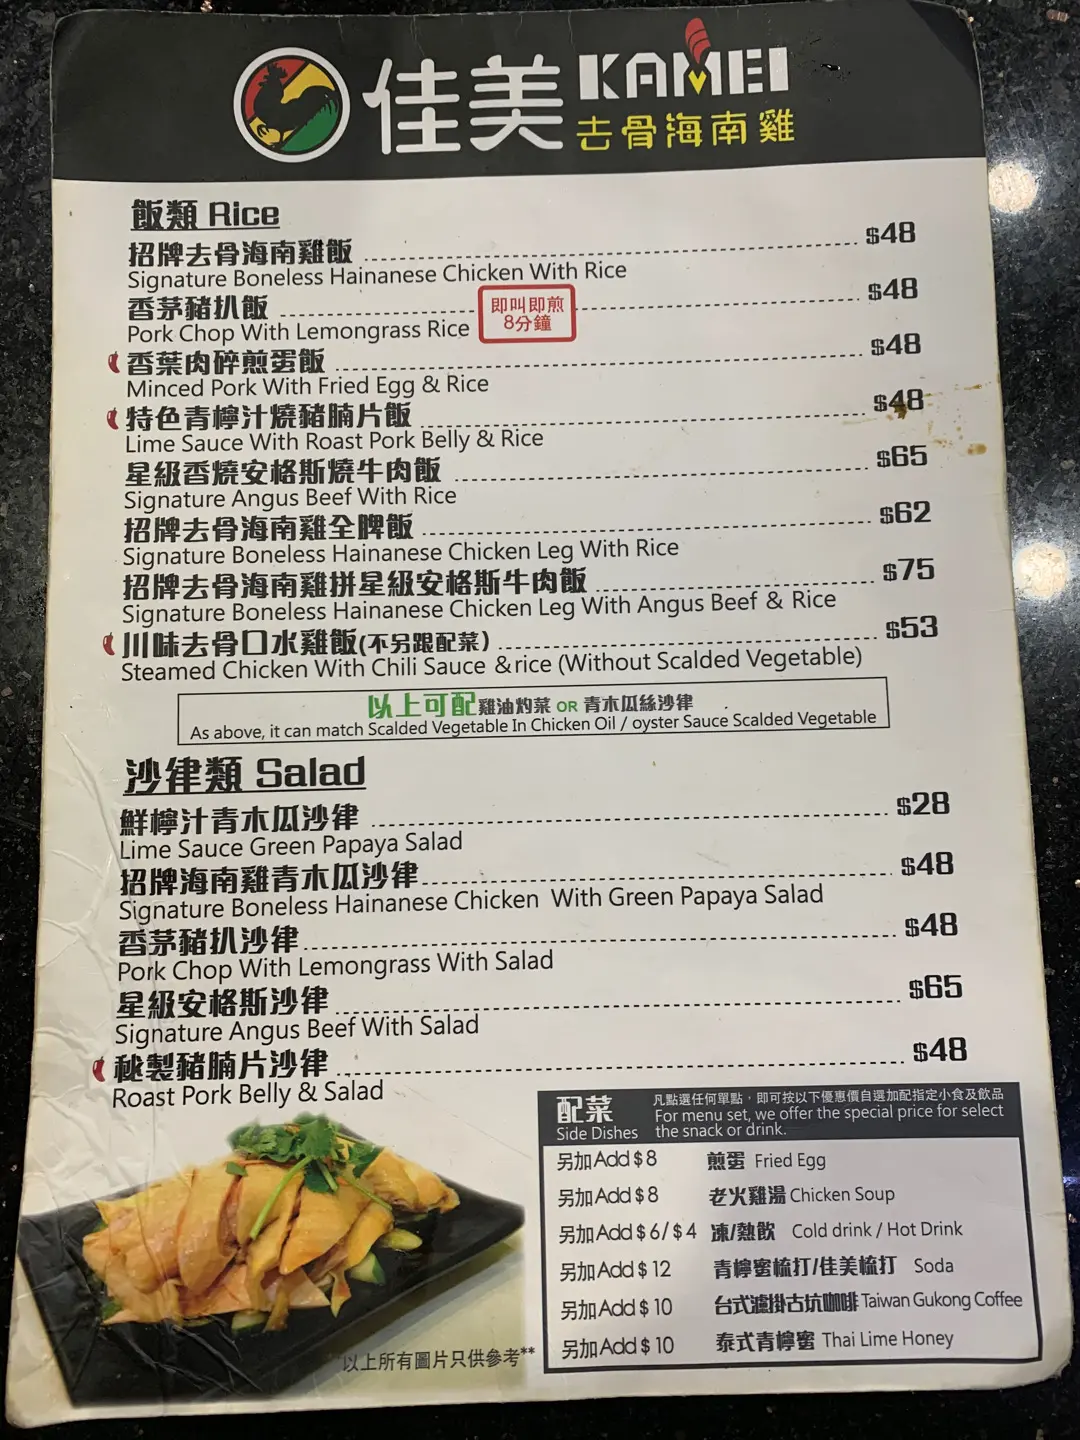 佳美 KAMEI
去骨海南雞
飯類 Rice
招牌去骨海南雞飯 $48
Signature Boneless Hainanese Chicken With Rice
香茅豬扒飯 $48
Pork Chop With Lemongrass Rice
即叫即煎
8分鐘
香葉肉碎煎蛋飯 $48
Minced Pork With Fried Egg & Rice
特色青檸汁燒豬腩片飯 $48
Lime Sauce With Roast Pork Belly & Rice
星級香燒安格斯燒牛肉飯 $65
Signature Angus Beef With Rice
招牌去骨海南雞全髀飯 $62
Signature Boneless Hainanese Chicken Leg With Rice
招牌去骨海南雞拼星級安格斯牛肉飯 $75
Signature Boneless Hainanese Chicken Leg With Angus Beef & Rice
川味去骨口水雞飯(不另跟配菜) $53
Steamed Chicken With Chili Sauce &rice (Without Scalded Vegetable)
以上可配雞油灼菜 OR 青木瓜絲沙律
As above, it can match Scalded Vegetable In Chicken Oil / oyster Sauce Scalded Vegetable
沙律類 Salad
鮮檸汁青木瓜沙律 $28
Lime Sauce Green Papaya Salad
招牌海南雞青木瓜沙律 $48
Signature Boneless Hainanese Chicken With Green Papaya Salad
香茅豬扒沙律 $48
Pork Chop With Lemongrass With Salad
星級安格斯沙律 $65
Signature Angus Beef With Salad
秘製豬腩片沙律 $48
Roast Pork Belly & Salad
配菜 凡點選任何單點，即可按以下優惠價自選加配指定小食及飲品
Side Dishes For menu set, we offer the special price for select
the snack or drink.
另加Add $ 8 煎蛋 Fried Egg
另加Add $ 8 老火雞湯 Chicken Soup
另加Add $ 6/ $ 4 凍/熱飲 Cold drink / Hot Drink
另加Add $ 12 青檸蜜梳打/佳美梳打 Soda
另加Add $ 10 台式濾掛古坑咖啡 Taiwan Gukong Coffee
另加Add $ 10 泰式青檸蜜 Thai Lime Honey
以上所有圖片只供參考**